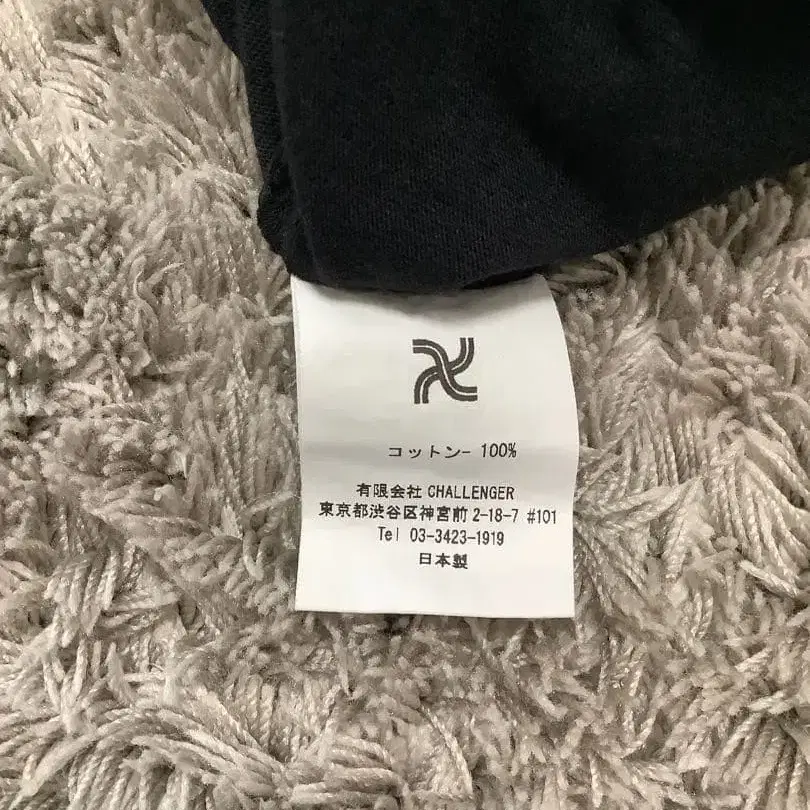 コットン- 100%
有限会社 CHALLENGER
東京都渋谷区神宮前 2-18-7 #101
Tel 03-3423-1919
日本製